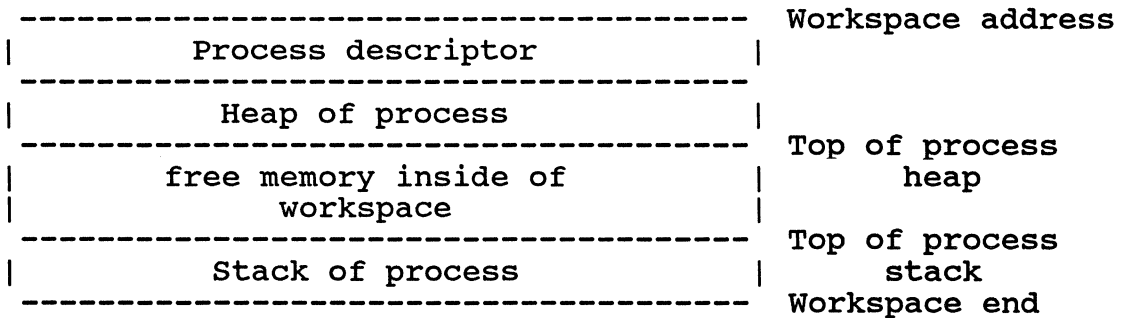 Workspace address
Process descriptor
Heap of process
Top of process
free memory inside of heap
workspace
Top of process
Stack of process stack
Workspace end